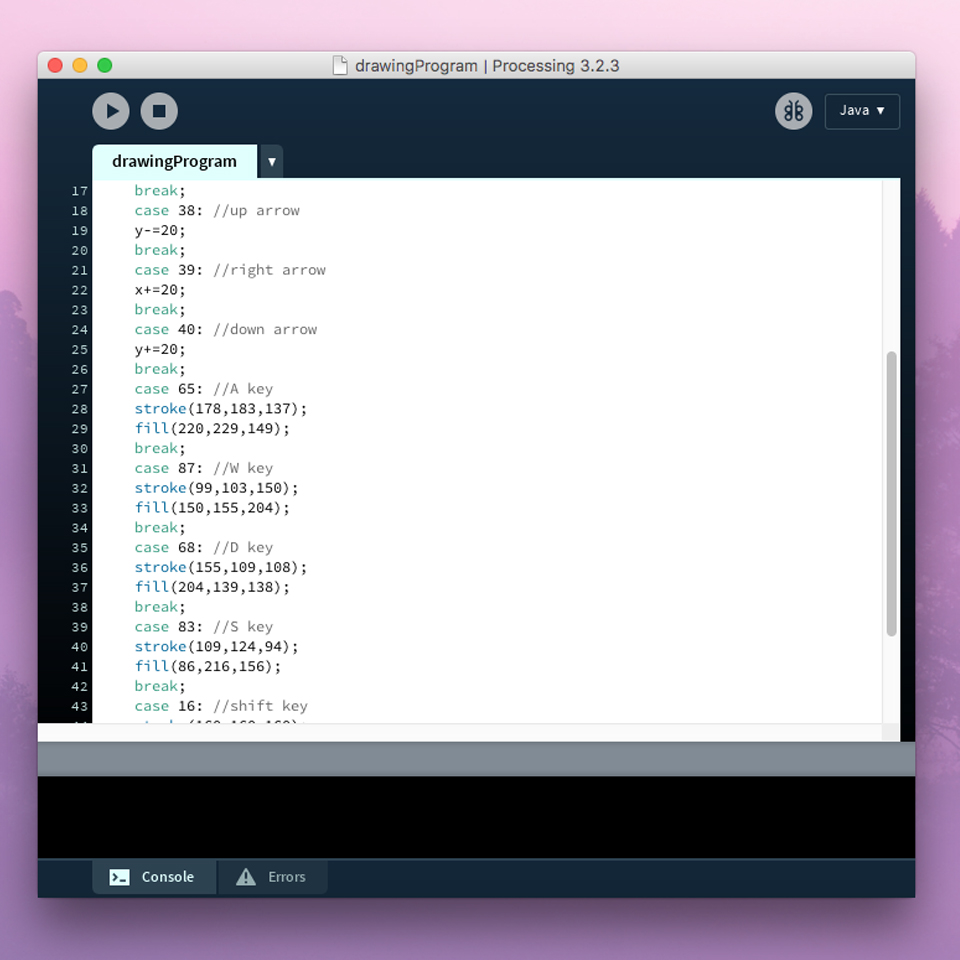 drawingProgram | Processing 3.2.3
Java ▼
drawingProgram ▼
17 break;
18 case 38: //up arrow
19 y-=20;
20 break;
21 case 39: //right arrow
22 x+=20;
23 break;
24 case 40: //down arrow
25 y+=20;
26 break;
27 case 65: //A key
28 stroke(178,183,137);
29 fill(220,229,149);
30 break;
31 case 87: //W key
32 stroke(99,103,150);
33 fill(150,155,204);
34 break;
35 case 68: //D key
36 stroke(155,109,108);
37 fill(204,139,138);
38 break;
39 case 83: //S key
40 stroke(109,124,94);
41 fill(86,216,156);
42 break;
43 case 16: //shift key
Console
Errors